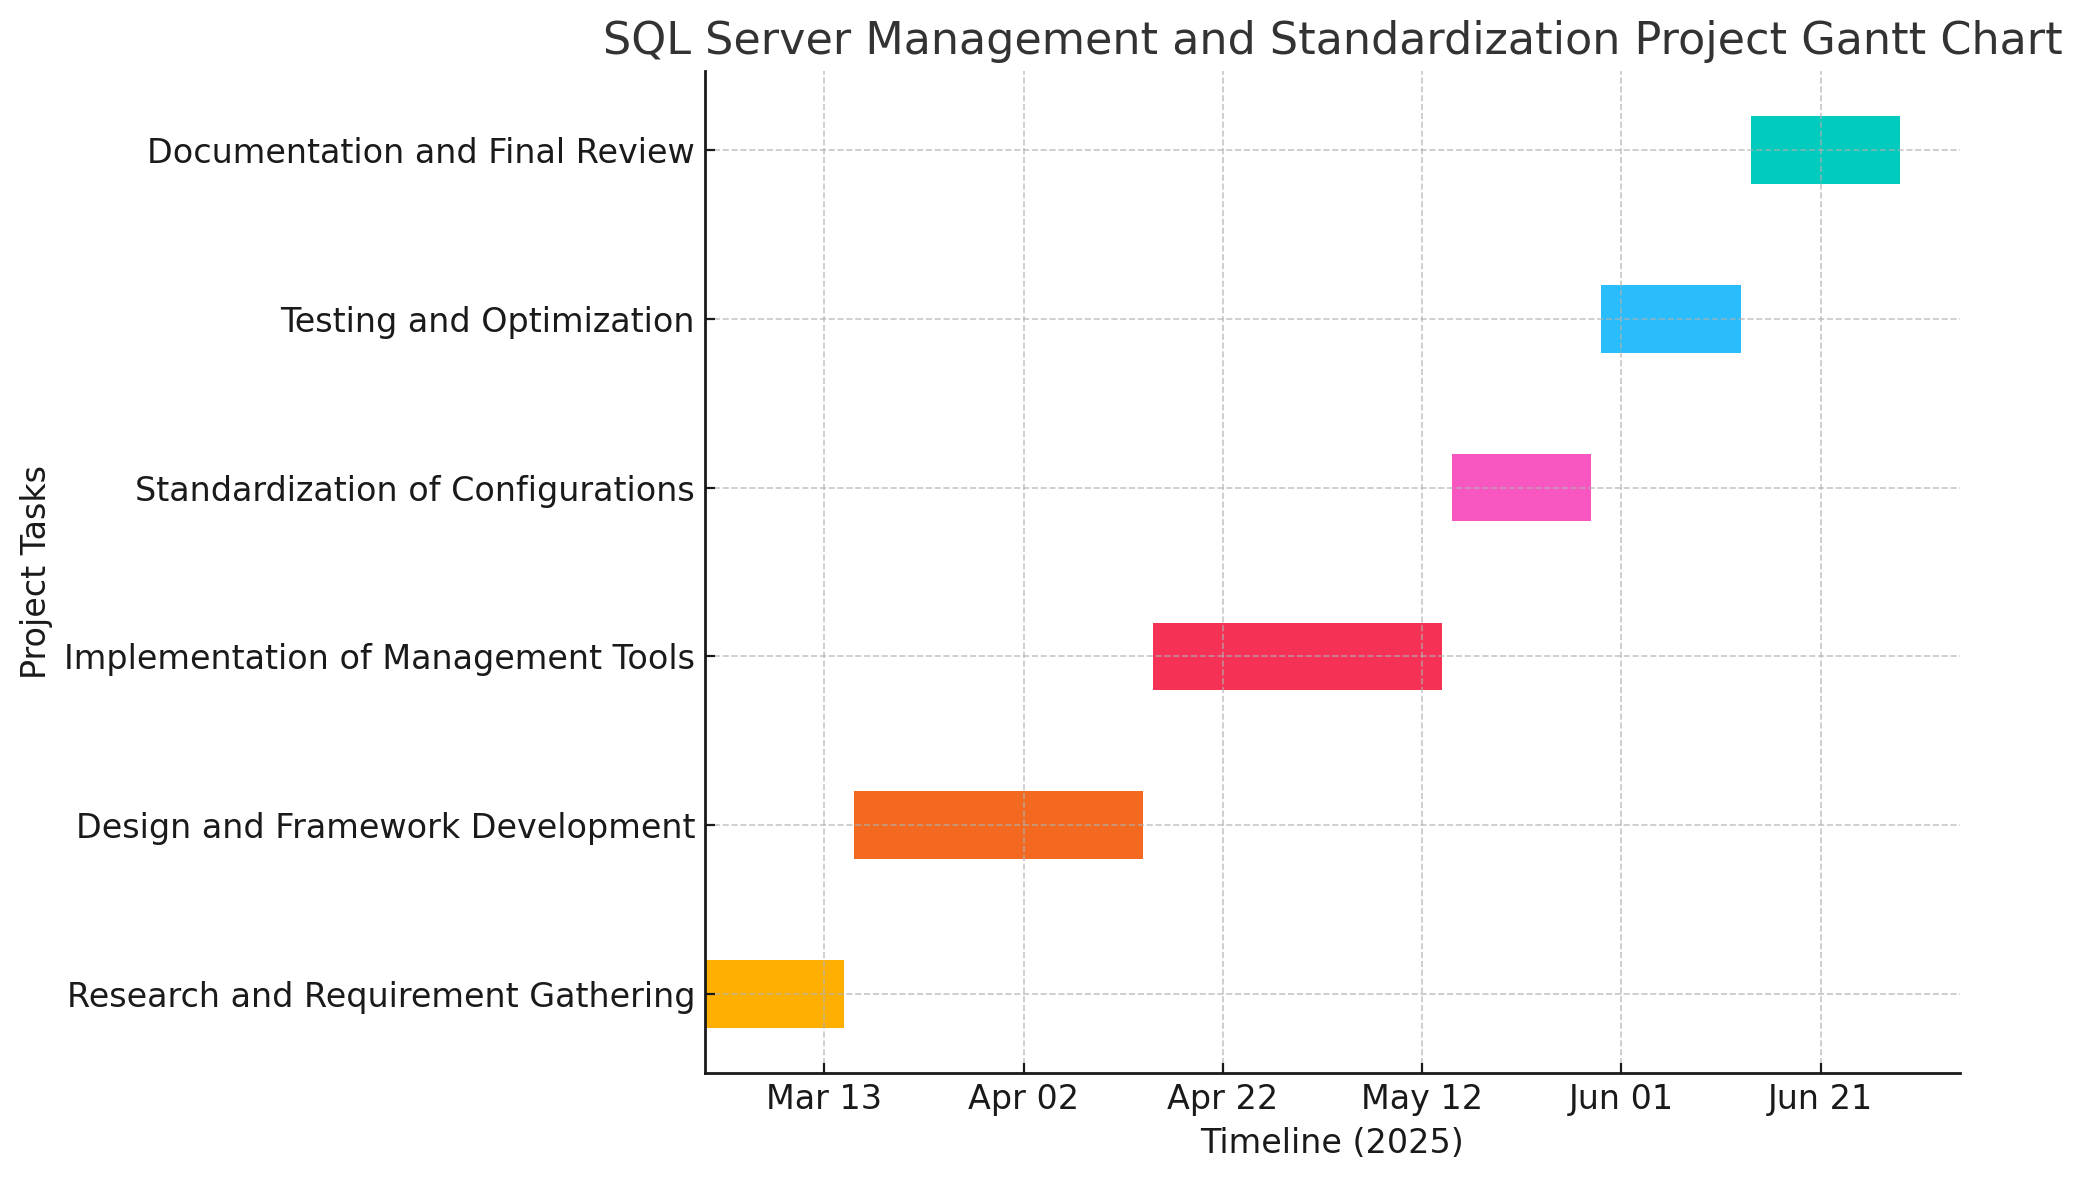 SQL Server Management and Standardization Project Gantt Chart
Project Tasks
Documentation and Final Review
Testing and Optimization
Standardization of Configurations
Implementation of Management Tools
Design and Framework Development
Research and Requirement Gathering
Mar 13
Apr 02
Apr 22
May 12
Jun 01
Jun 21
Timeline (2025)